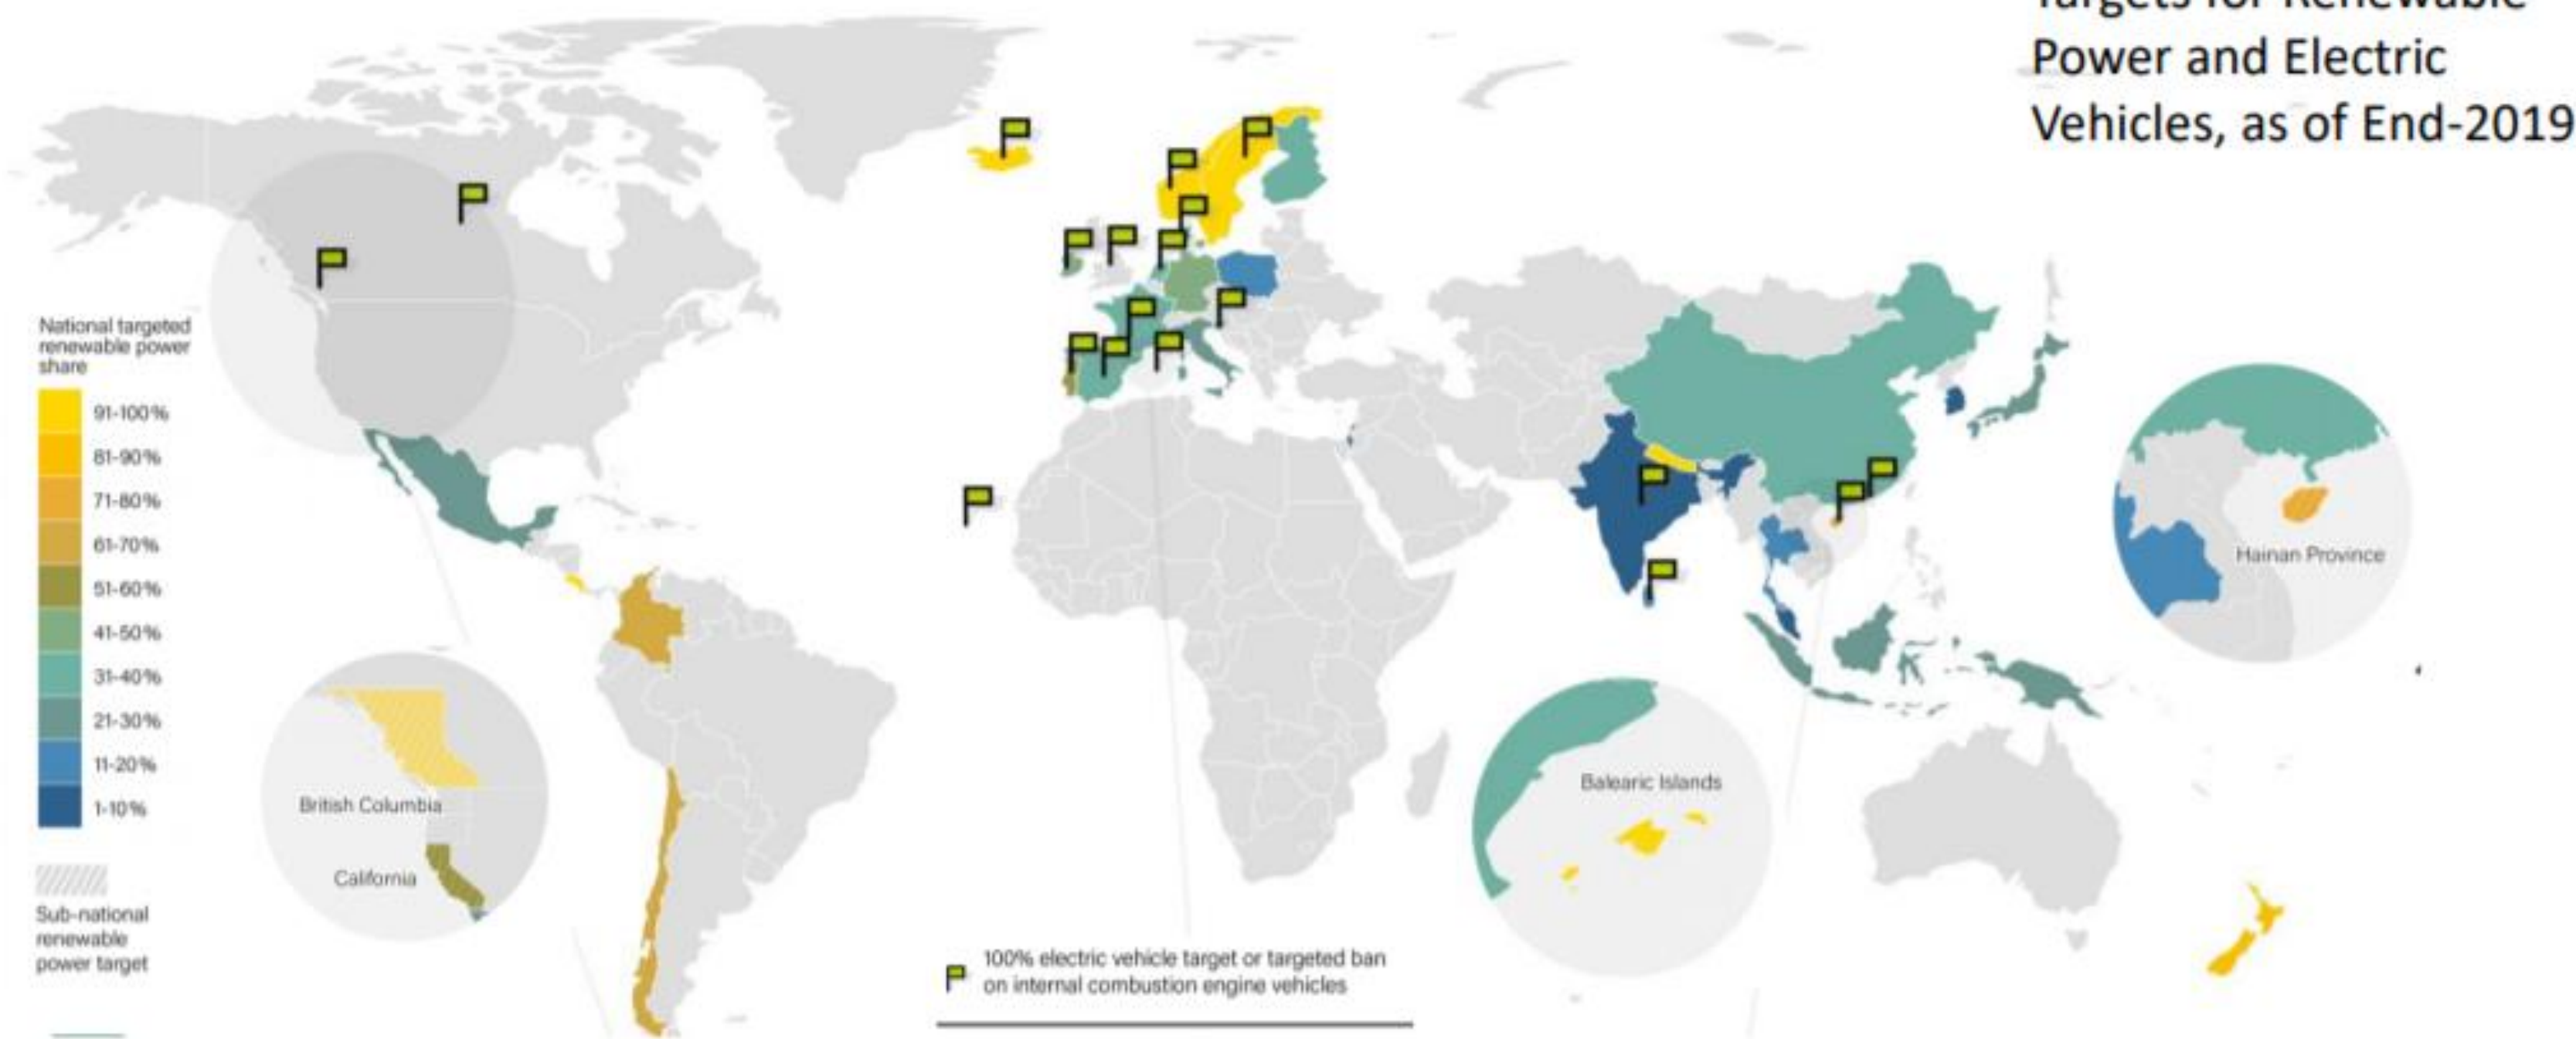 Targets for Renewable
Power and Electric
Vehicles, as of End-2019
National targeted
renewable power
share
91-100%
81-90%
71-80%
61-70%
51-60%
41-50%
31-40%
21-30%
11-20%
1-10%
Sub-national
renewable
power target
British Columbia
California
100% electric vehicle target or targeted ban
on internal combustion engine vehicles
Balearic Islands
Hainan Province